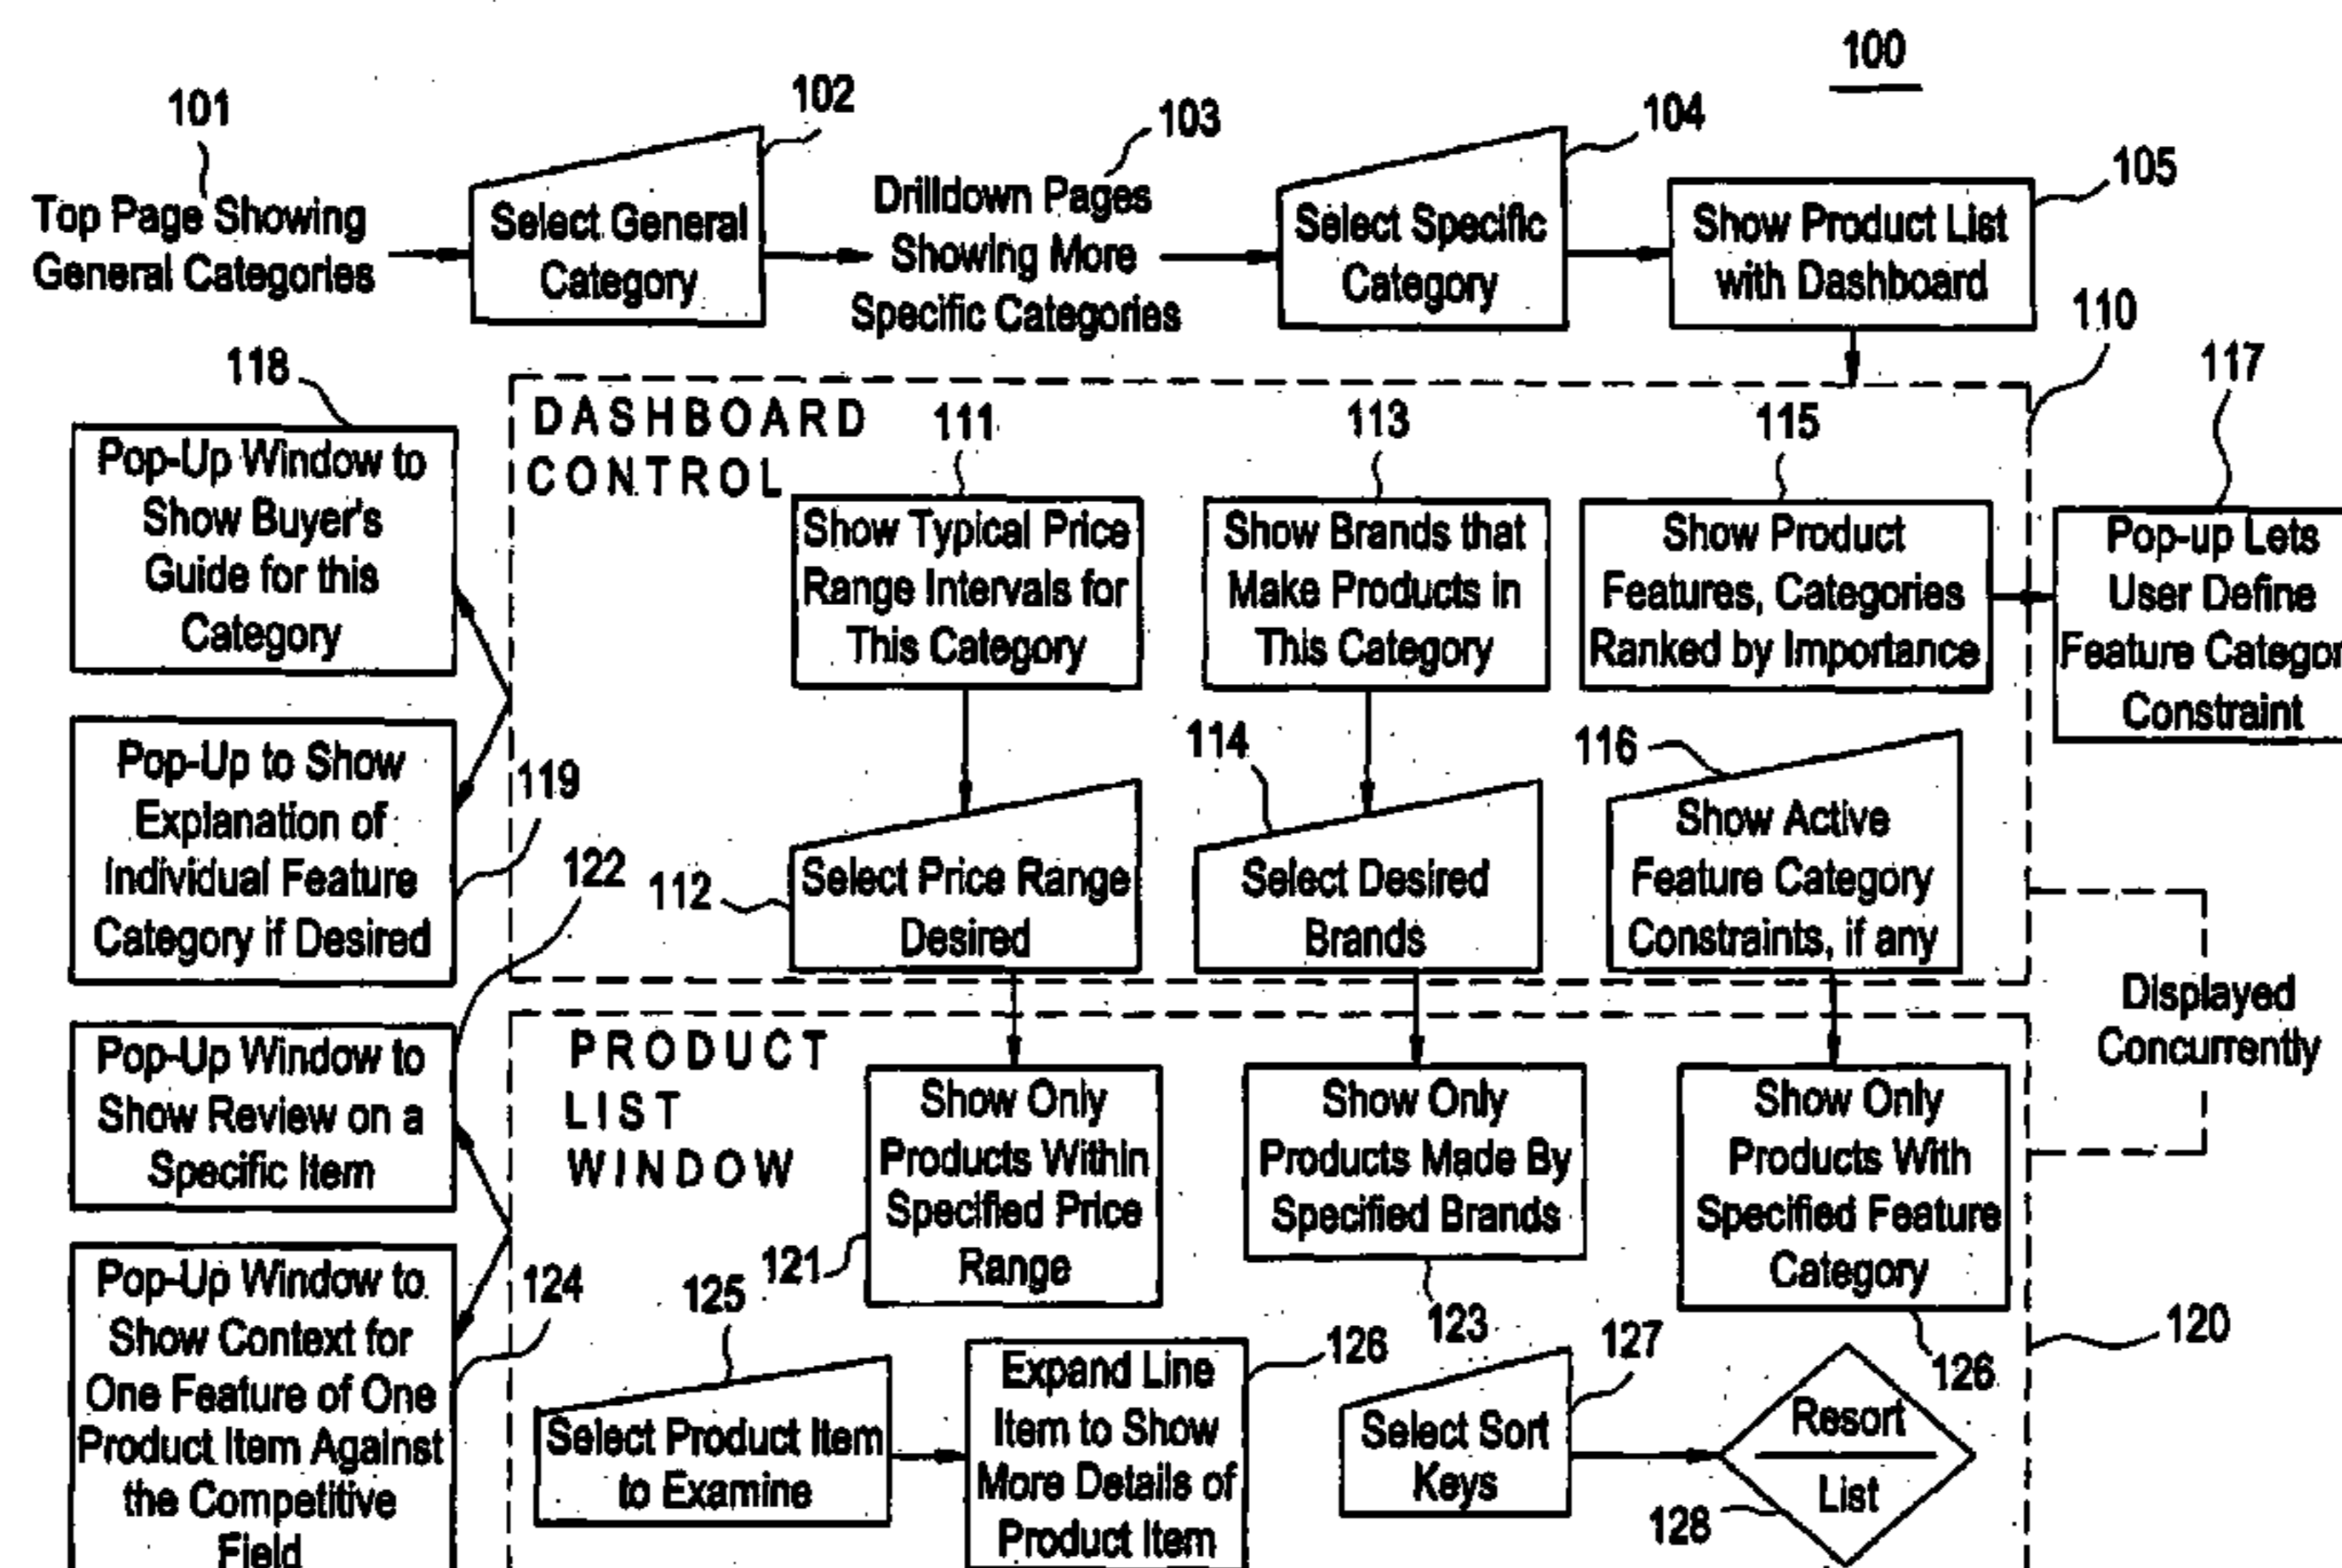 100
101
Top Page Showing
General Categories
102
Select General
Category
103
Drilldown Pages
Showing More
Specific Categories
104
Select Specific
Category
105
Show Product List
with Dashboard
110
118
Pop-Up Window to
Show Buyer's
Guide for this
Category
DASHBOARD
CONTROL
111
Show Typical Price
Range Intervals for
This Category
113
Show Brands that
Make Products in
This Category
115
Show Product
Features, Categories
Ranked by Importance
117
Pop-up Lets
User Define
Feature Categor
Constraint
Pop-Up to Show
Explanation of
Individual Feature
Category if Desired
119
112
Select Price Range
Desired
114
Select Desired
Brands
116
Show Active
Feature Category
Constraints, if any
Displayed
Concurrently
122
Pop-Up Window to
Show Review on a
Specific Item
PRODUCT
LIST
WINDOW
Show Only
Products Within
Specified Price
Range
121
Show Only
Products Made By
Specified Brands
123
Show Only
Products With
Specified Feature
Category
126
120
Pop-Up Window to
Show Context for
One Feature of One
Product Item Against
the Competitive
Field
124
125
Select Product Item
to Examine
126
Expand Line
Item to Show
More Details of
Product Item
127
Select Sort
Keys
Resort
List
128